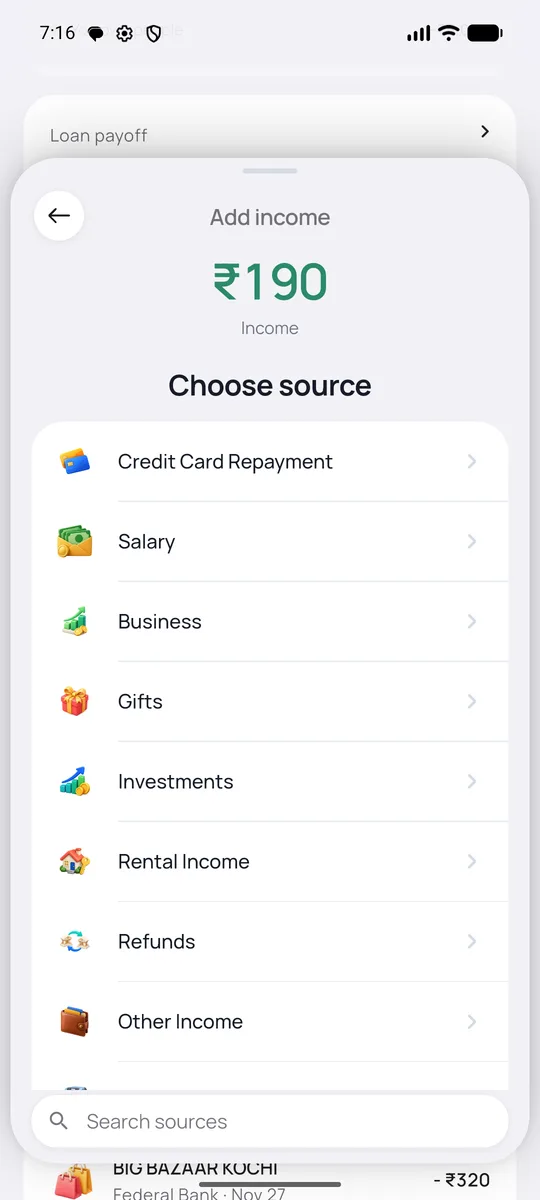 7:16
Loan payoff
Add income
₹190
Income
Choose source
Credit Card Repayment
Salary
Business
Gifts
Investments
Rental Income
Refunds
Other Income
Search sources
BIG BAZAAR KOCHI
- ₹320
Federal Bank · Nov 27